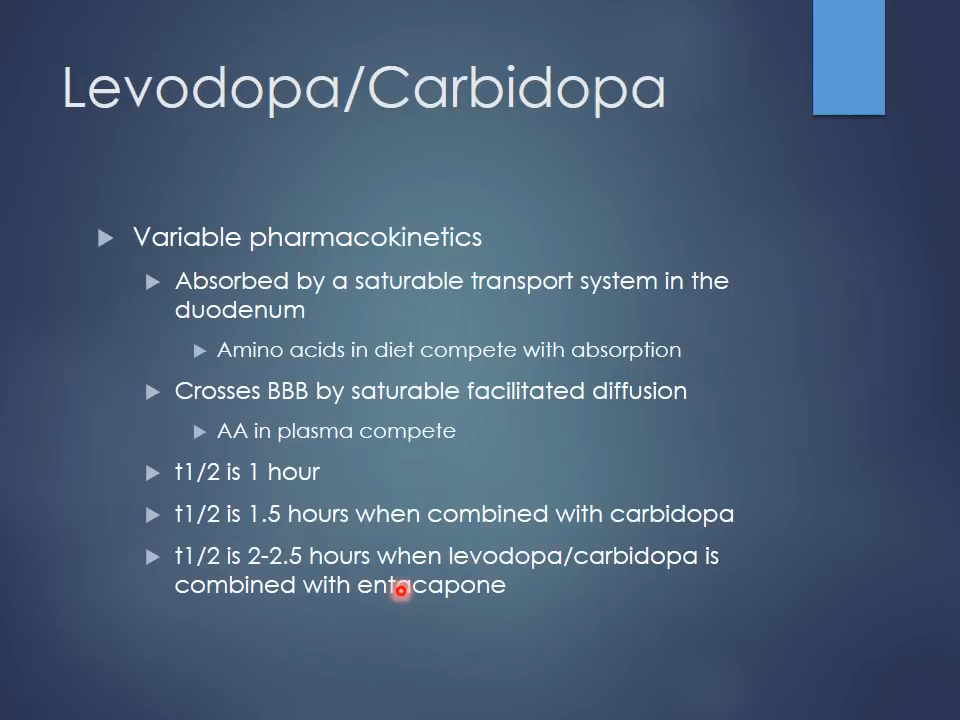 Levodopa/Carbidopa
Variable pharmacokinetics
Absorbed by a saturable transport system in the
duodenum
Amino acids in diet compete with absorption
Crosses BBB by saturable facilitated diffusion
AA in plasma compete
t1/2 is 1 hour
t1/2 is 1.5 hours when combined with carbidopa
t1/2 is 2-2.5 hours when levodopa/carbidopa is
combined with entacapone